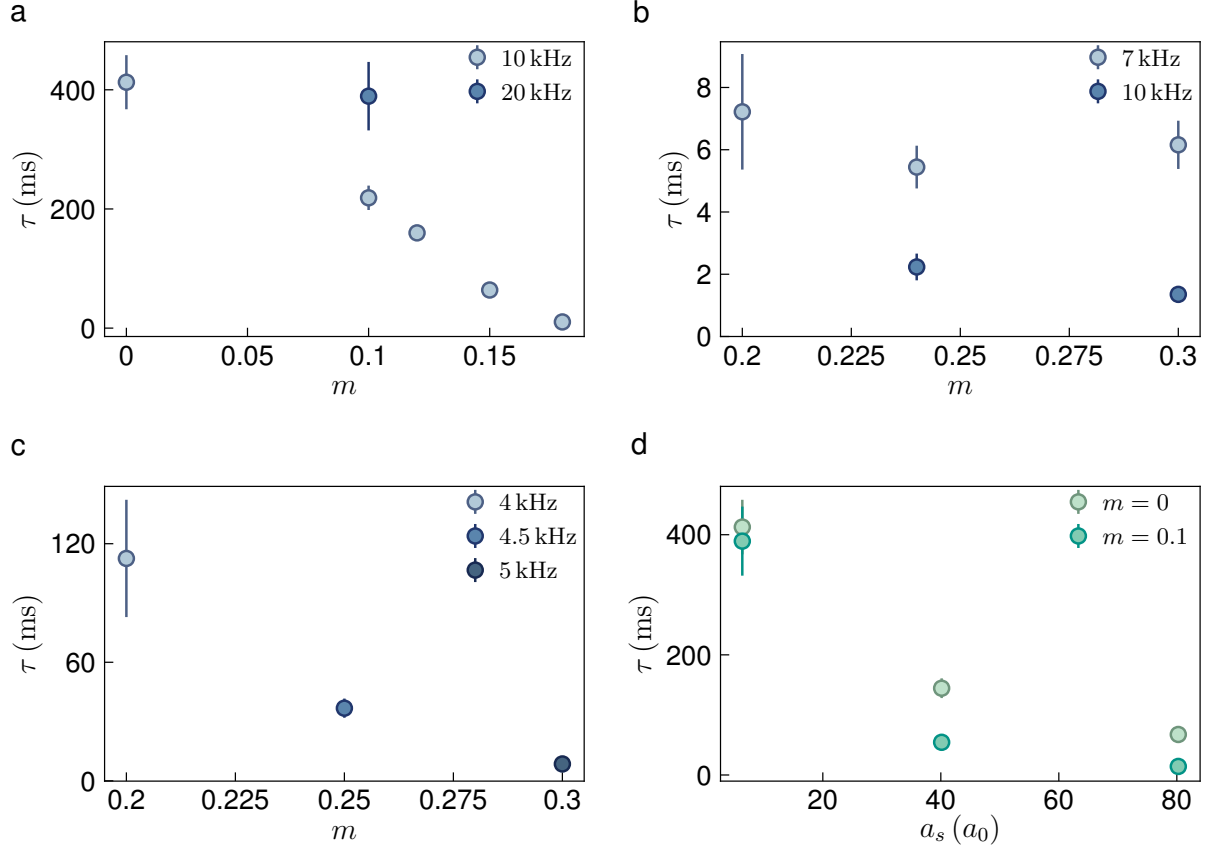 a
10 kHz
20 kHz
400
200
0
τ (ms)
0
0.05
0.1
0.15
m
b
7 kHz
10 kHz
8
6
4
2
0
τ (ms)
0.2
0.225
0.25
0.275
0.3
m
c
4 kHz
4.5 kHz
5 kHz
120
60
0
τ (ms)
0.2
0.225
0.25
0.275
0.3
m
d
m = 0
m = 0.1
400
200
0
τ (ms)
20
40
60
80
a_s (a_0)